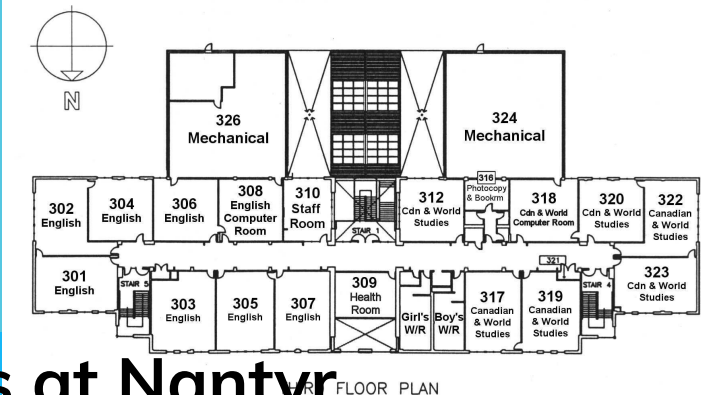 N
326
Mechanical
324
Mechanical
302
English
304
English
306
English
308
English
Computer
Room
310
Staff
Room
STAIR 1
312
Cdn & World
Studies
316
Photocopy
& Bookrm
318
Cdn & World
Computer Room
320
Cdn & World
Studies
322
Canadian
& World
Studies
301
English
STAIR 5
303
English
305
English
307
English
309
Health
Room
Girl's
W/R
Boy's
W/R
317
Canadian
& World
Studies
319
Canadian
& World
Studies
321
STAIR 4
323
Cdn & World
Studies
s at Nantyr
FLOOR PLAN